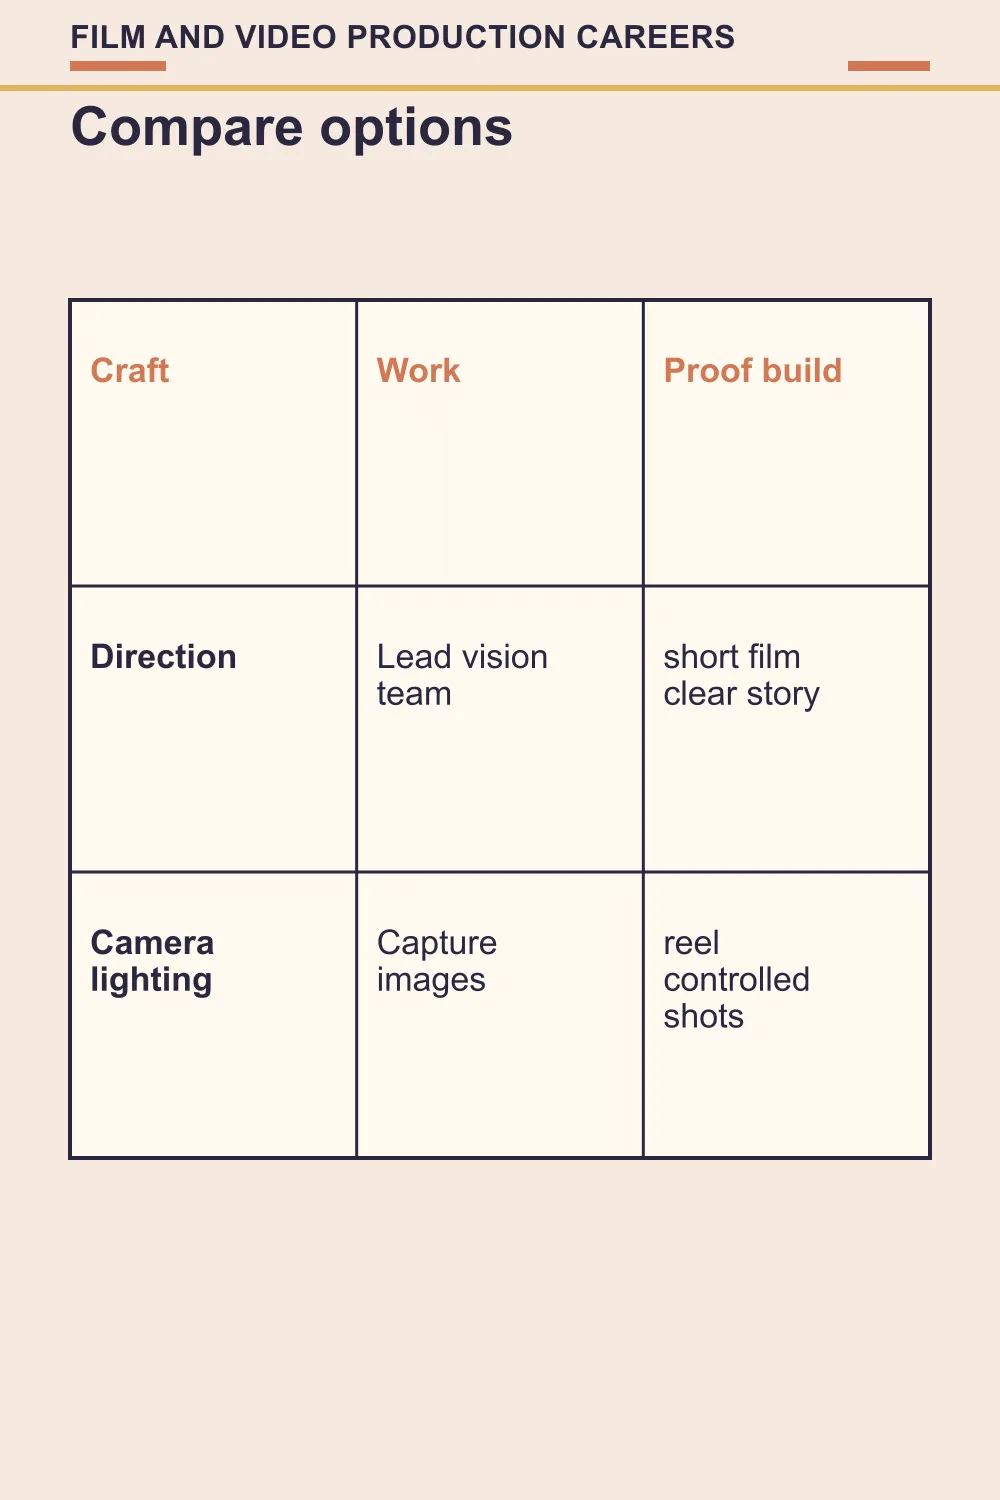 FILM AND VIDEO PRODUCTION CAREERS
Compare options
Craft
Work
Proof build
Direction
Lead vision
team
short film
clear story
Camera
lighting
Capture
images
reel
controlled
shots